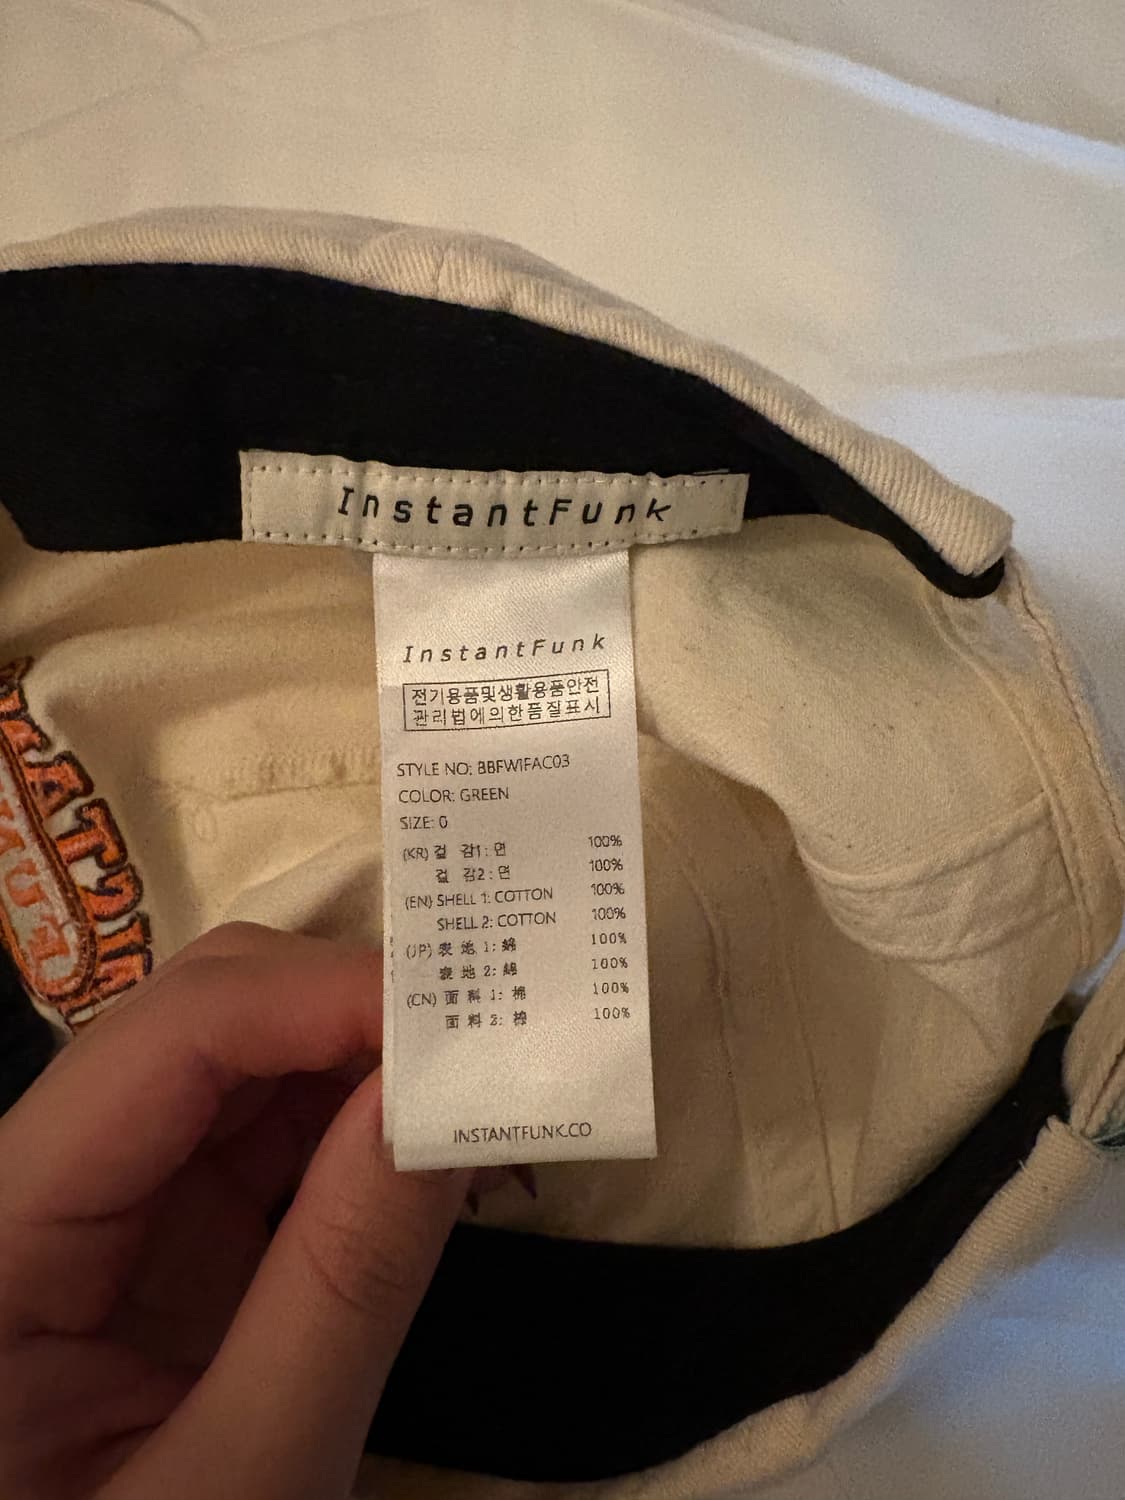 InstantFunk
InstantFunk
전기용품및생활용품안전
관리법에의한품질표시
STYLE NO: BBFW1FAC03
COLOR: GREEN
SIZE: 0
(KR) 겉 감1 : 면 100%
겉 감2 : 면 100%
(EN) SHELL 1: COTTON 100%
SHELL 2: COTTON 100%
(JP) 表 地 1: 綿 100%
表 地 2: 綿 100%
(CN) 面 料 1: 棉 100%
面 料 2: 棉 100%
INSTANTFUNK.CO